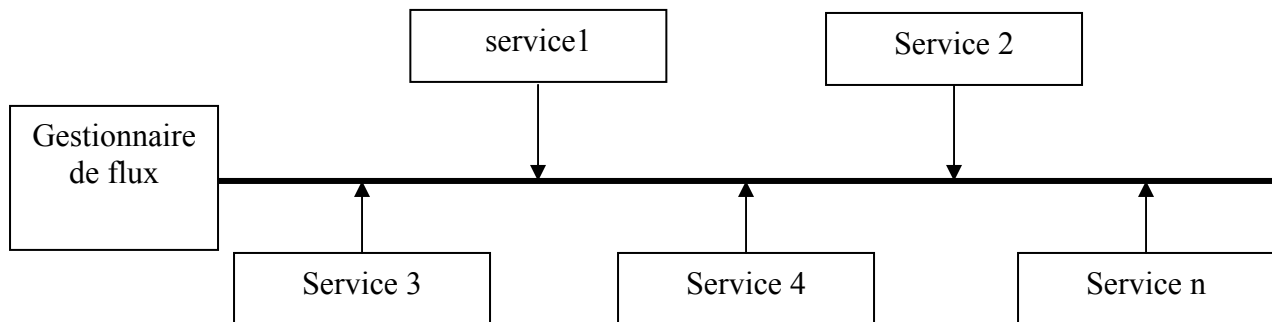 service1
Service 2
Gestionnaire
de flux
Service 3
Service 4
Service n